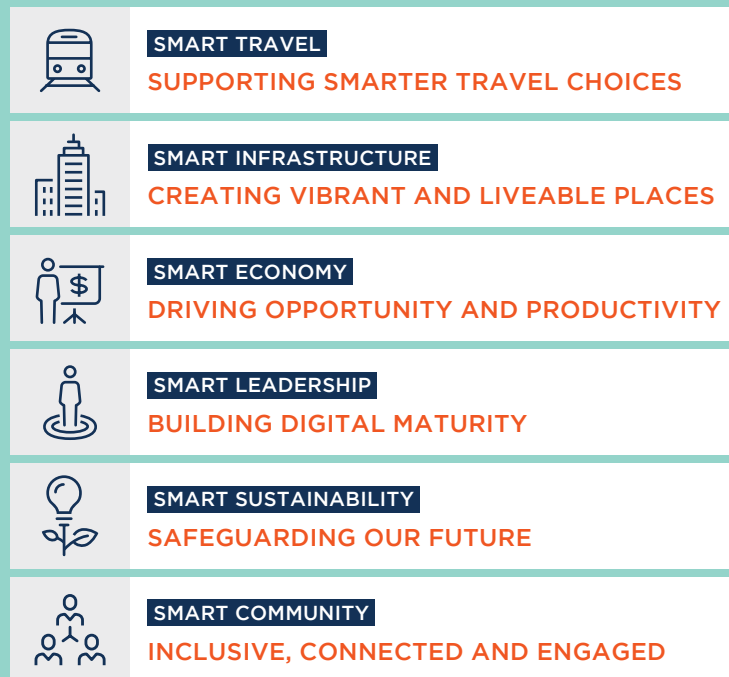 SMART TRAVEL
SUPPORTING SMARTER TRAVEL CHOICES
SMART INFRASTRUCTURE
CREATING VIBRANT AND LIVEABLE PLACES
$
SMART ECONOMY
DRIVING OPPORTUNITY AND PRODUCTIVITY
SMART LEADERSHIP
BUILDING DIGITAL MATURITY
SMART SUSTAINABILITY
SAFEGUARDING OUR FUTURE
SMART COMMUNITY
INCLUSIVE, CONNECTED AND ENGAGED